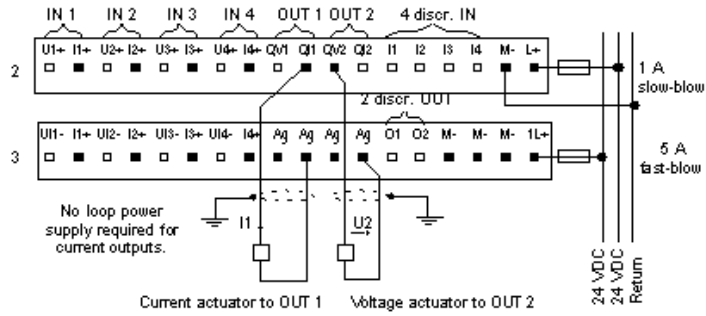 IN 1 IN 2 IN 3 IN 4 OUT 1 OUT 2 4 discr. IN
U1+ I1+ U2+ I2+ U3+ I3+ U4+ I4+ QV1 QI1 QV2 QI2 I1 I2 I3 I4 M- L+
2
1 A
slow-blow
2 discr. OUT
UI1- I1+ UI2- I2+ UI3- I3+ UI4- I4+ Ag Ag Ag Ag O1 O2 M- M- M- 1L+
3
5 A
fast-blow
No loop power
supply required for
current outputs.
I1
U2
24 VDC
24 VDC
Return
Current actuator to OUT 1 Voltage actuator to OUT 2